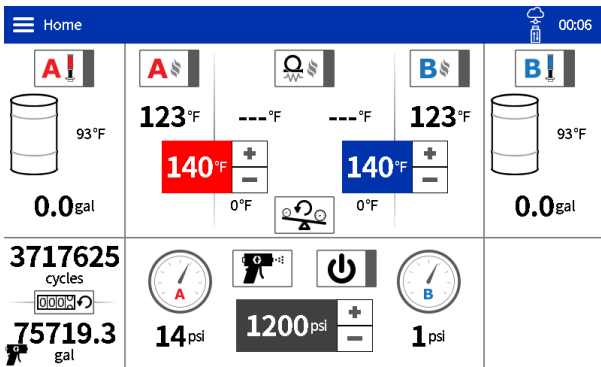 Home 00:06
A A B B
123°F ---°F ---°F 123°F
93°F 93°F
140°F + − 140°F + −
0.0gal 0°F 0°F 0.0gal
3717625
cycles
A B
75719.3
gal
14psi 1200psi + − 1psi